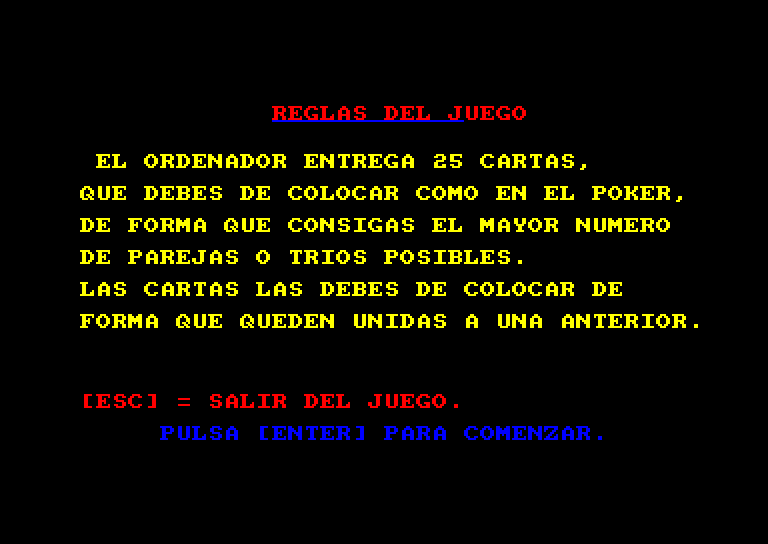 REGLAS DEL JUEGO
EL ORDENADOR ENTREGA 25 CARTAS,
QUE DEBES DE COLOCAR COMO EN EL POKER,
DE FORMA QUE CONSIGAS EL MAYOR NUMERO
DE PAREJAS O TRIOS POSIBLES.
LAS CARTAS LAS DEBES DE COLOCAR DE
FORMA QUE QUEDEN UNIDAS A UNA ANTERIOR.
[ESC] = SALIR DEL JUEGO.
PULSA [ENTER] PARA COMENZAR.